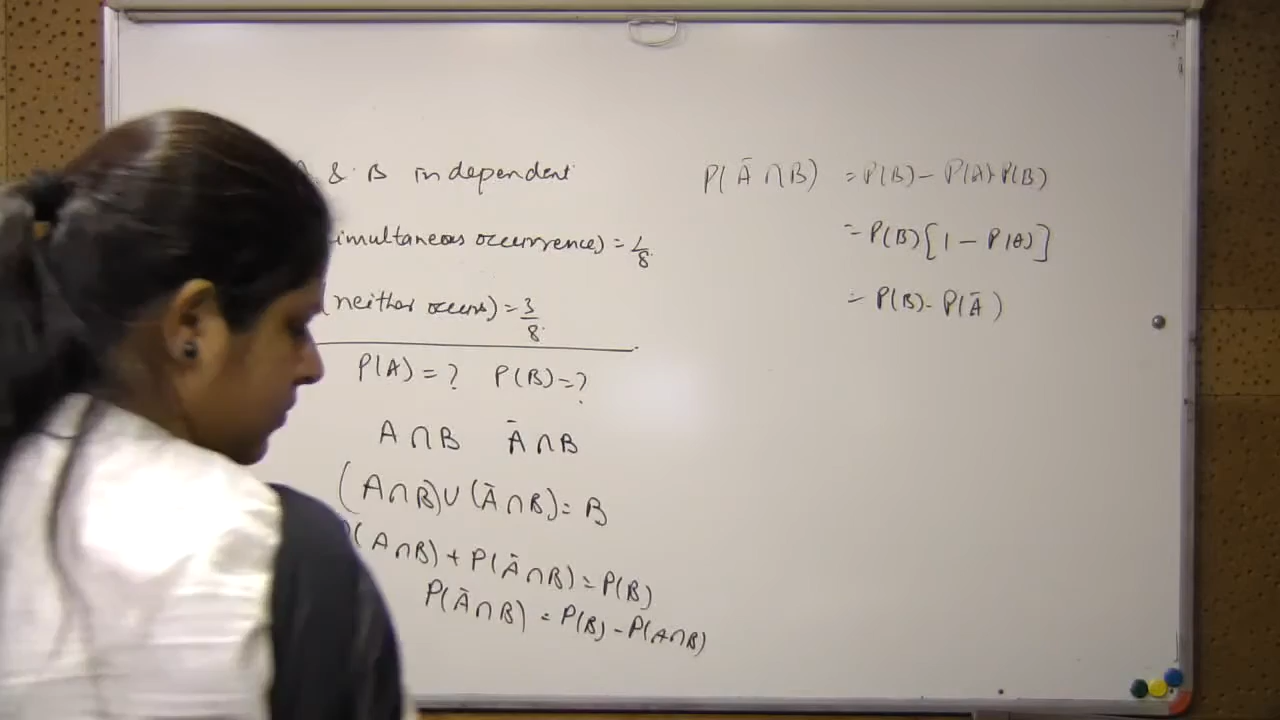 A & B independent
imultaneous occurrence) = 1/8
(neither occurs) = 3/8
P(A) = ? P(B) = ?
A ∩ B Ā ∩ B
(A∩B) ∪ (Ā ∩ B) = B
P(A∩B) + P(Ā ∩ B) = P(B)
P(Ā ∩ B) = P(B) - P(A∩B)
P(Ā ∩ B) = P(B) - P(A)·P(B)
= P(B)[1 - P(A)]
= P(B)·P(Ā)